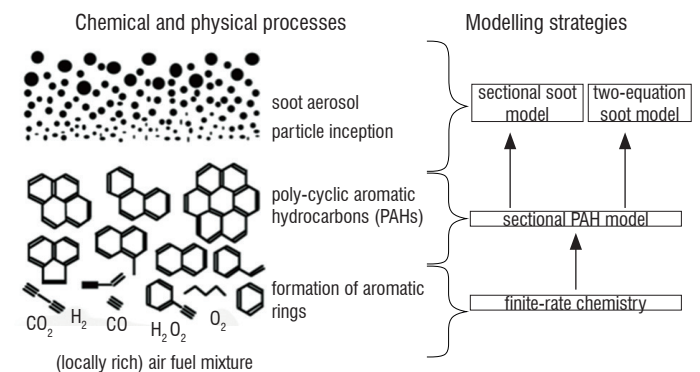 Chemical and physical processes
Modelling strategies
soot aerosol
particle inception
sectional soot
model
two-equation
soot model
poly-cyclic aromatic
hydrocarbons (PAHs)
sectional PAH model
formation of aromatic
rings
finite-rate chemistry
CO2 H2 CO H2O2 O2
(locally rich) air fuel mixture